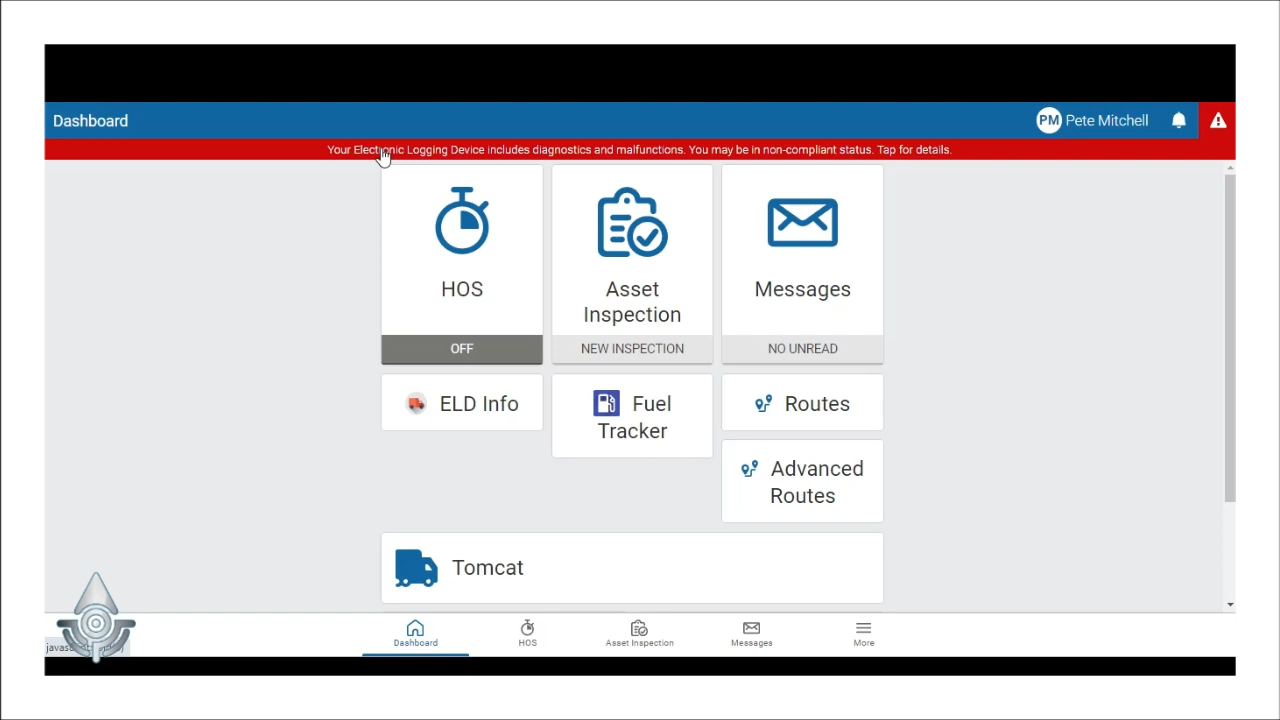 Dashboard
PM Pete Mitchell
Your Electronic Logging Device includes diagnostics and malfunctions. You may be in non-compliant status. Tap for details.
HOS
OFF
Asset
Inspection
NEW INSPECTION
Messages
NO UNREAD
ELD Info
Fuel
Tracker
Routes
Advanced
Routes
Tomcat
Dashboard
HOS
Asset Inspection
Messages
More